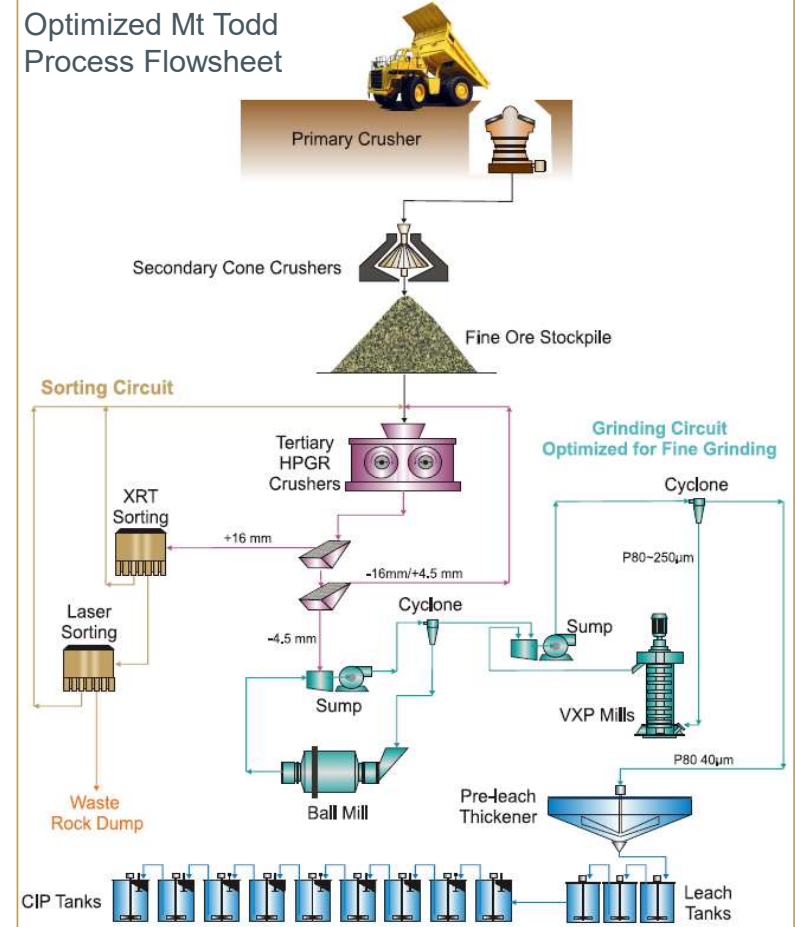 Optimized Mt Todd
Process Flowsheet
Primary Crusher
Secondary Cone Crushers
Fine Ore Stockpile
Sorting Circuit
Grinding Circuit
Optimized for Fine Grinding
Tertiary
HPGR
Crushers
Cyclone
XRT
Sorting
+16 mm
P80~250µm
-16mm/+4.5 mm
Cyclone
Laser
Sorting
-4.5 mm
Sump
Sump
VXP Mills
P80 40µm
Waste
Rock Dump
Ball Mill
Pre-leach
Thickener
CIP Tanks
Leach
Tanks